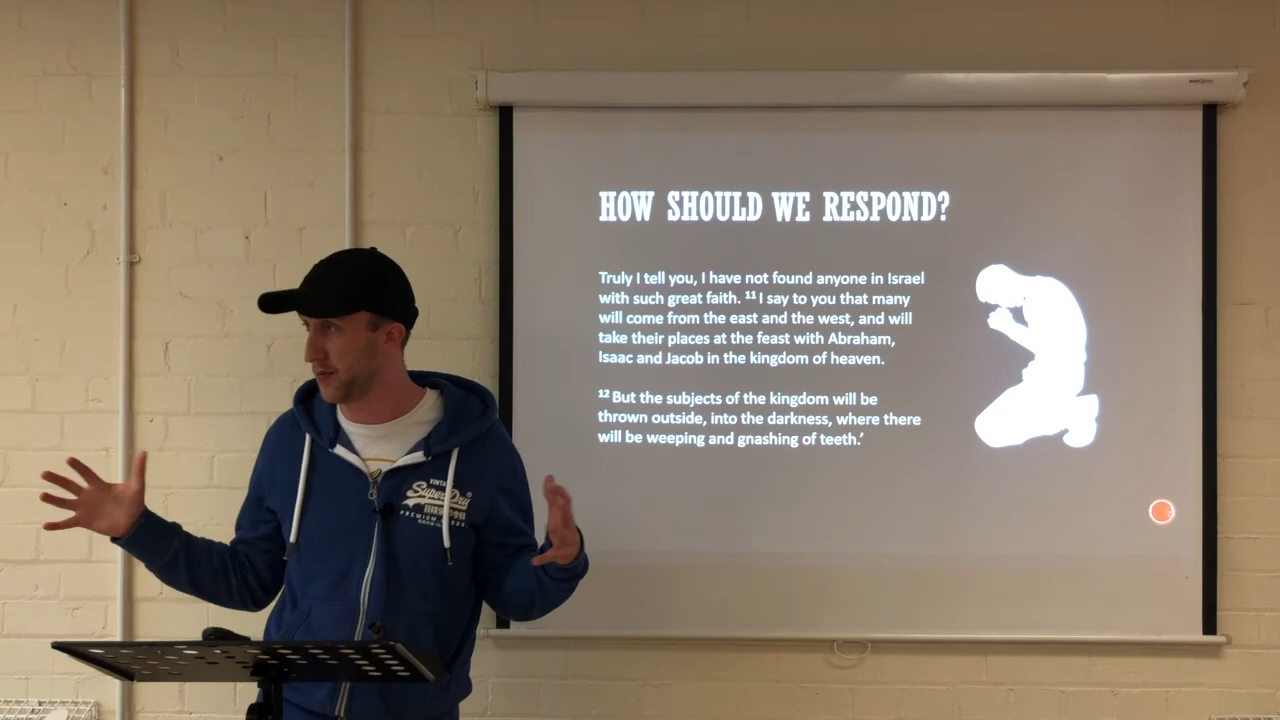 HOW SHOULD WE RESPOND?
Truly I tell you, I have not found anyone in Israel
with such great faith. 11 I say to you that many
will come from the east and the west, and will
take their places at the feast with Abraham,
Isaac and Jacob in the kingdom of heaven.
12 But the subjects of the kingdom will be
thrown outside, into the darkness, where there
will be weeping and gnashing of teeth.’
Superdry